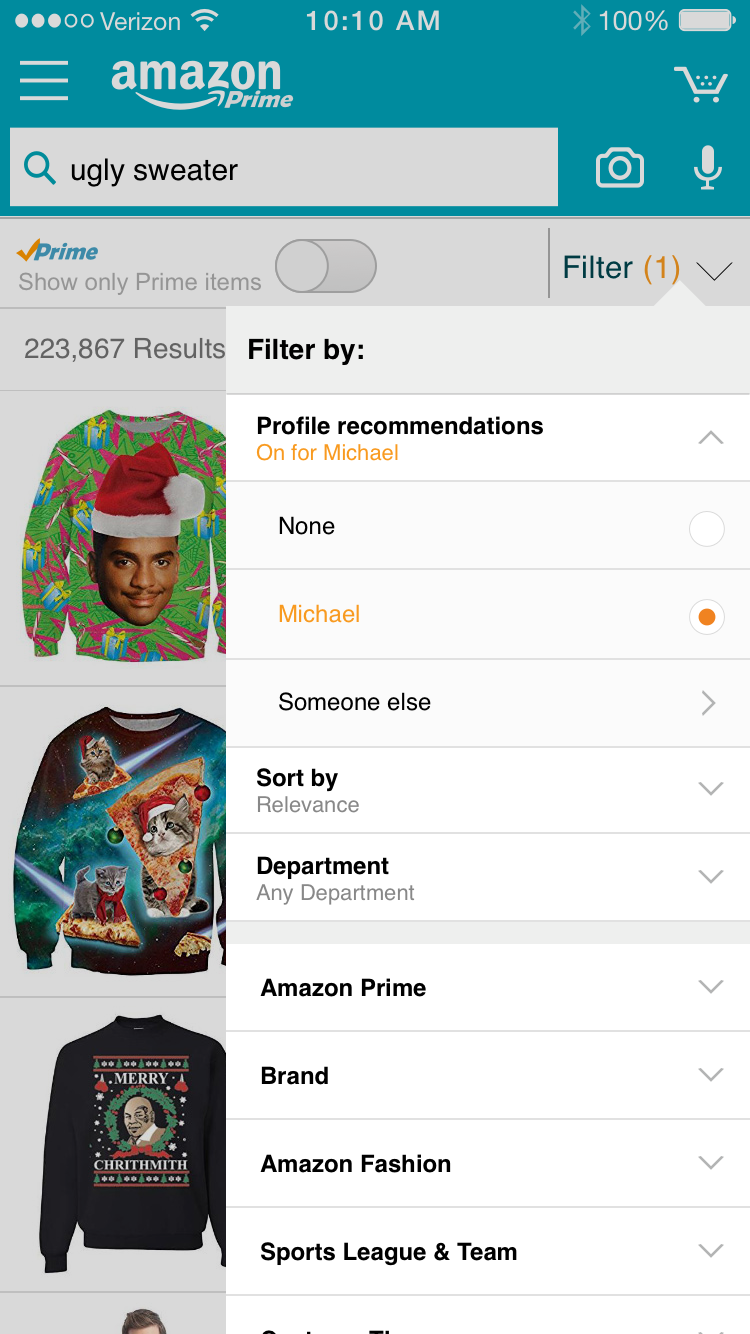 Verizon 10:10 AM 100%
amazon
Prime
ugly sweater
Prime
Show only Prime items
Filter (1)
223,867 Results
Filter by:
Profile recommendations
On for Michael
None
Michael
Someone else
Sort by
Relevance
Department
Any Department
Amazon Prime
Brand
MERRY
CHRITHMITH
Amazon Fashion
Sports League & Team